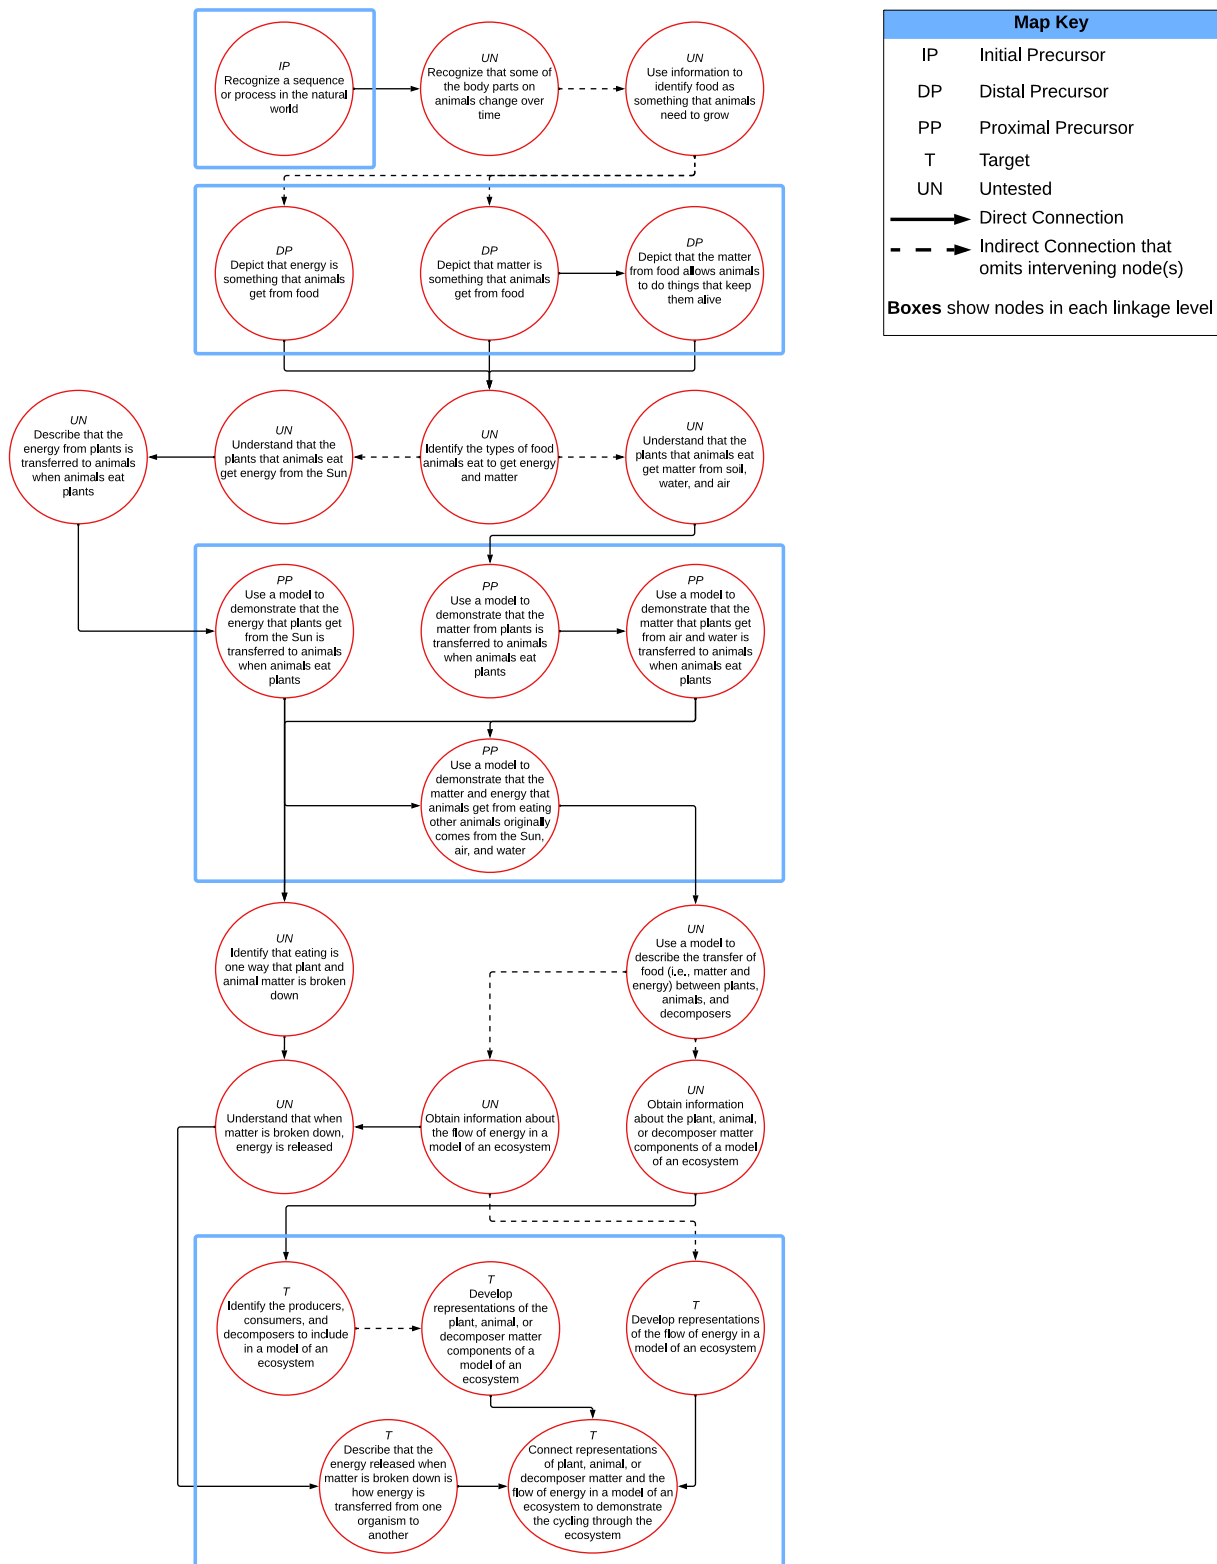 IP
Recognize a sequence
or process in the natural
world
UN
Recognize that some of
the body parts on
animals change over
time
UN
Use information to
identify food as
something that animals
need to grow
Map Key
IP Initial Precursor
DP Distal Precursor
PP Proximal Precursor
T Target
UN Untested
Direct Connection
Indirect Connection that
omits intervening node(s)
Boxes show nodes in each linkage level
DP
Depict that energy is
something that animals
get from food
DP
Depict that matter is
something that animals
get from food
DP
Depict that the matter
from food allows animals
to do things that keep
them alive
UN
Describe that the
energy from plants is
transferred to animals
when animals eat
plants
UN
Understand that the
plants that animals eat
get energy from the Sun
UN
Identify the types of food
animals eat to get energy
and matter
UN
Understand that the
plants that animals eat
get matter from soil,
water, and air
PP
Use a model to
demonstrate that the
energy that plants get
from the Sun is
transferred to animals
when animals eat
plants
PP
Use a model to
demonstrate that the
matter from plants is
transferred to animals
when animals eat plants
PP
Use a model to
demonstrate that the
matter that plants get
from air and water is
transferred to animals
when animals eat
plants
PP
Use a model to
demonstrate that the
matter and energy that
animals get from eating
other animals originally
comes from the Sun,
air, and water
UN
Identify that eating is
one way that plant and
animal matter is broken
down
UN
Use a model to
describe the transfer of
food (i.e., matter and
energy) between plants,
animals, and
decomposers
UN
Understand that when
matter is broken down,
energy is released
UN
Obtain information about
the flow of energy in a
model of an ecosystem
UN
Obtain information
about the plant, animal,
or decomposer matter
components of a model
of an ecosystem
T
Identify the producers,
consumers, and
decomposers to include
in a model of an
ecosystem
T
Develop
representations of the
plant, animal, or
decomposer matter
components of a
model of an
ecosystem
T
Develop representations
of the flow of energy in a
model of an ecosystem
T
Describe that the
energy released when
matter is broken down is
how energy is
transferred from one
organism to
another
T
Connect representations
of plant, animal, or
decomposer matter and the
flow of energy in a model of an
ecosystem to demonstrate
the cycling through the
ecosystem